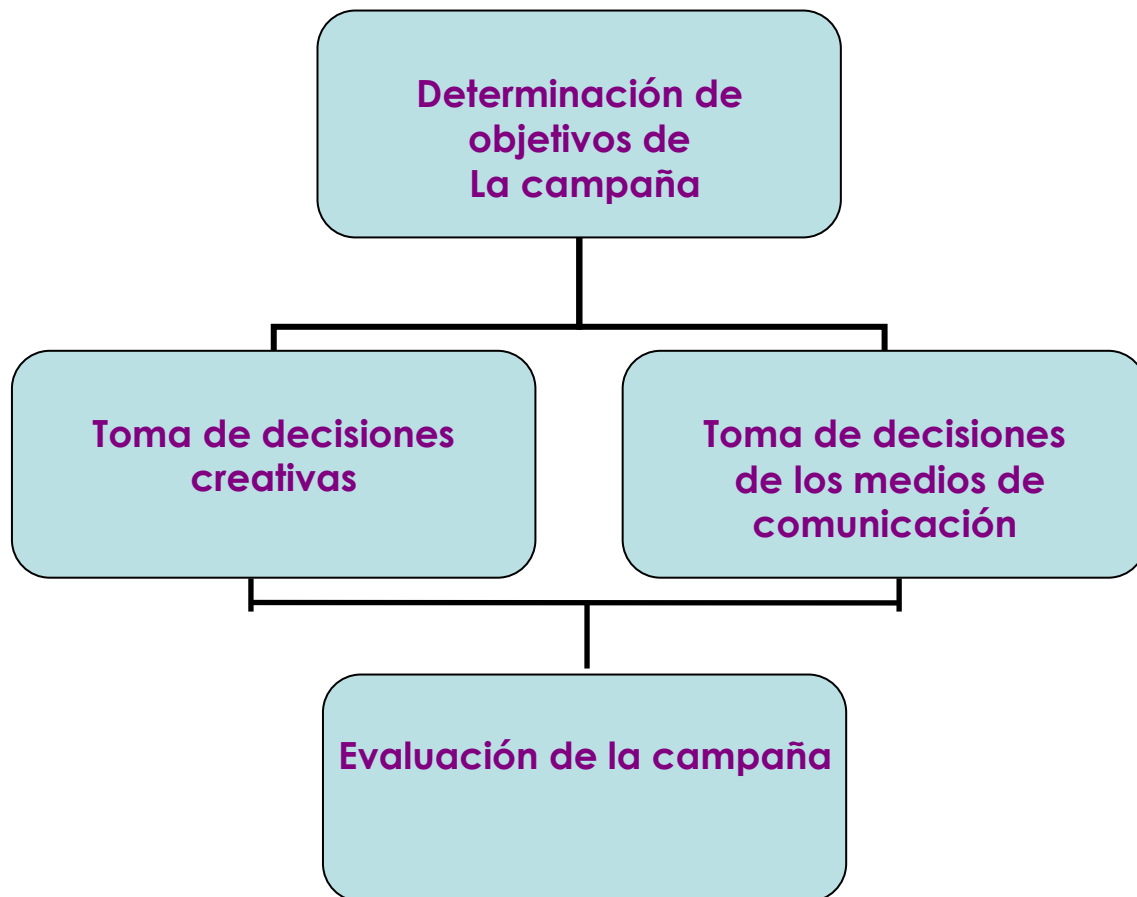 Determinación de
objetivos de
La campaña
Toma de decisiones
creativas
Toma de decisiones
de los medios de
comunicación
Evaluación de la campaña